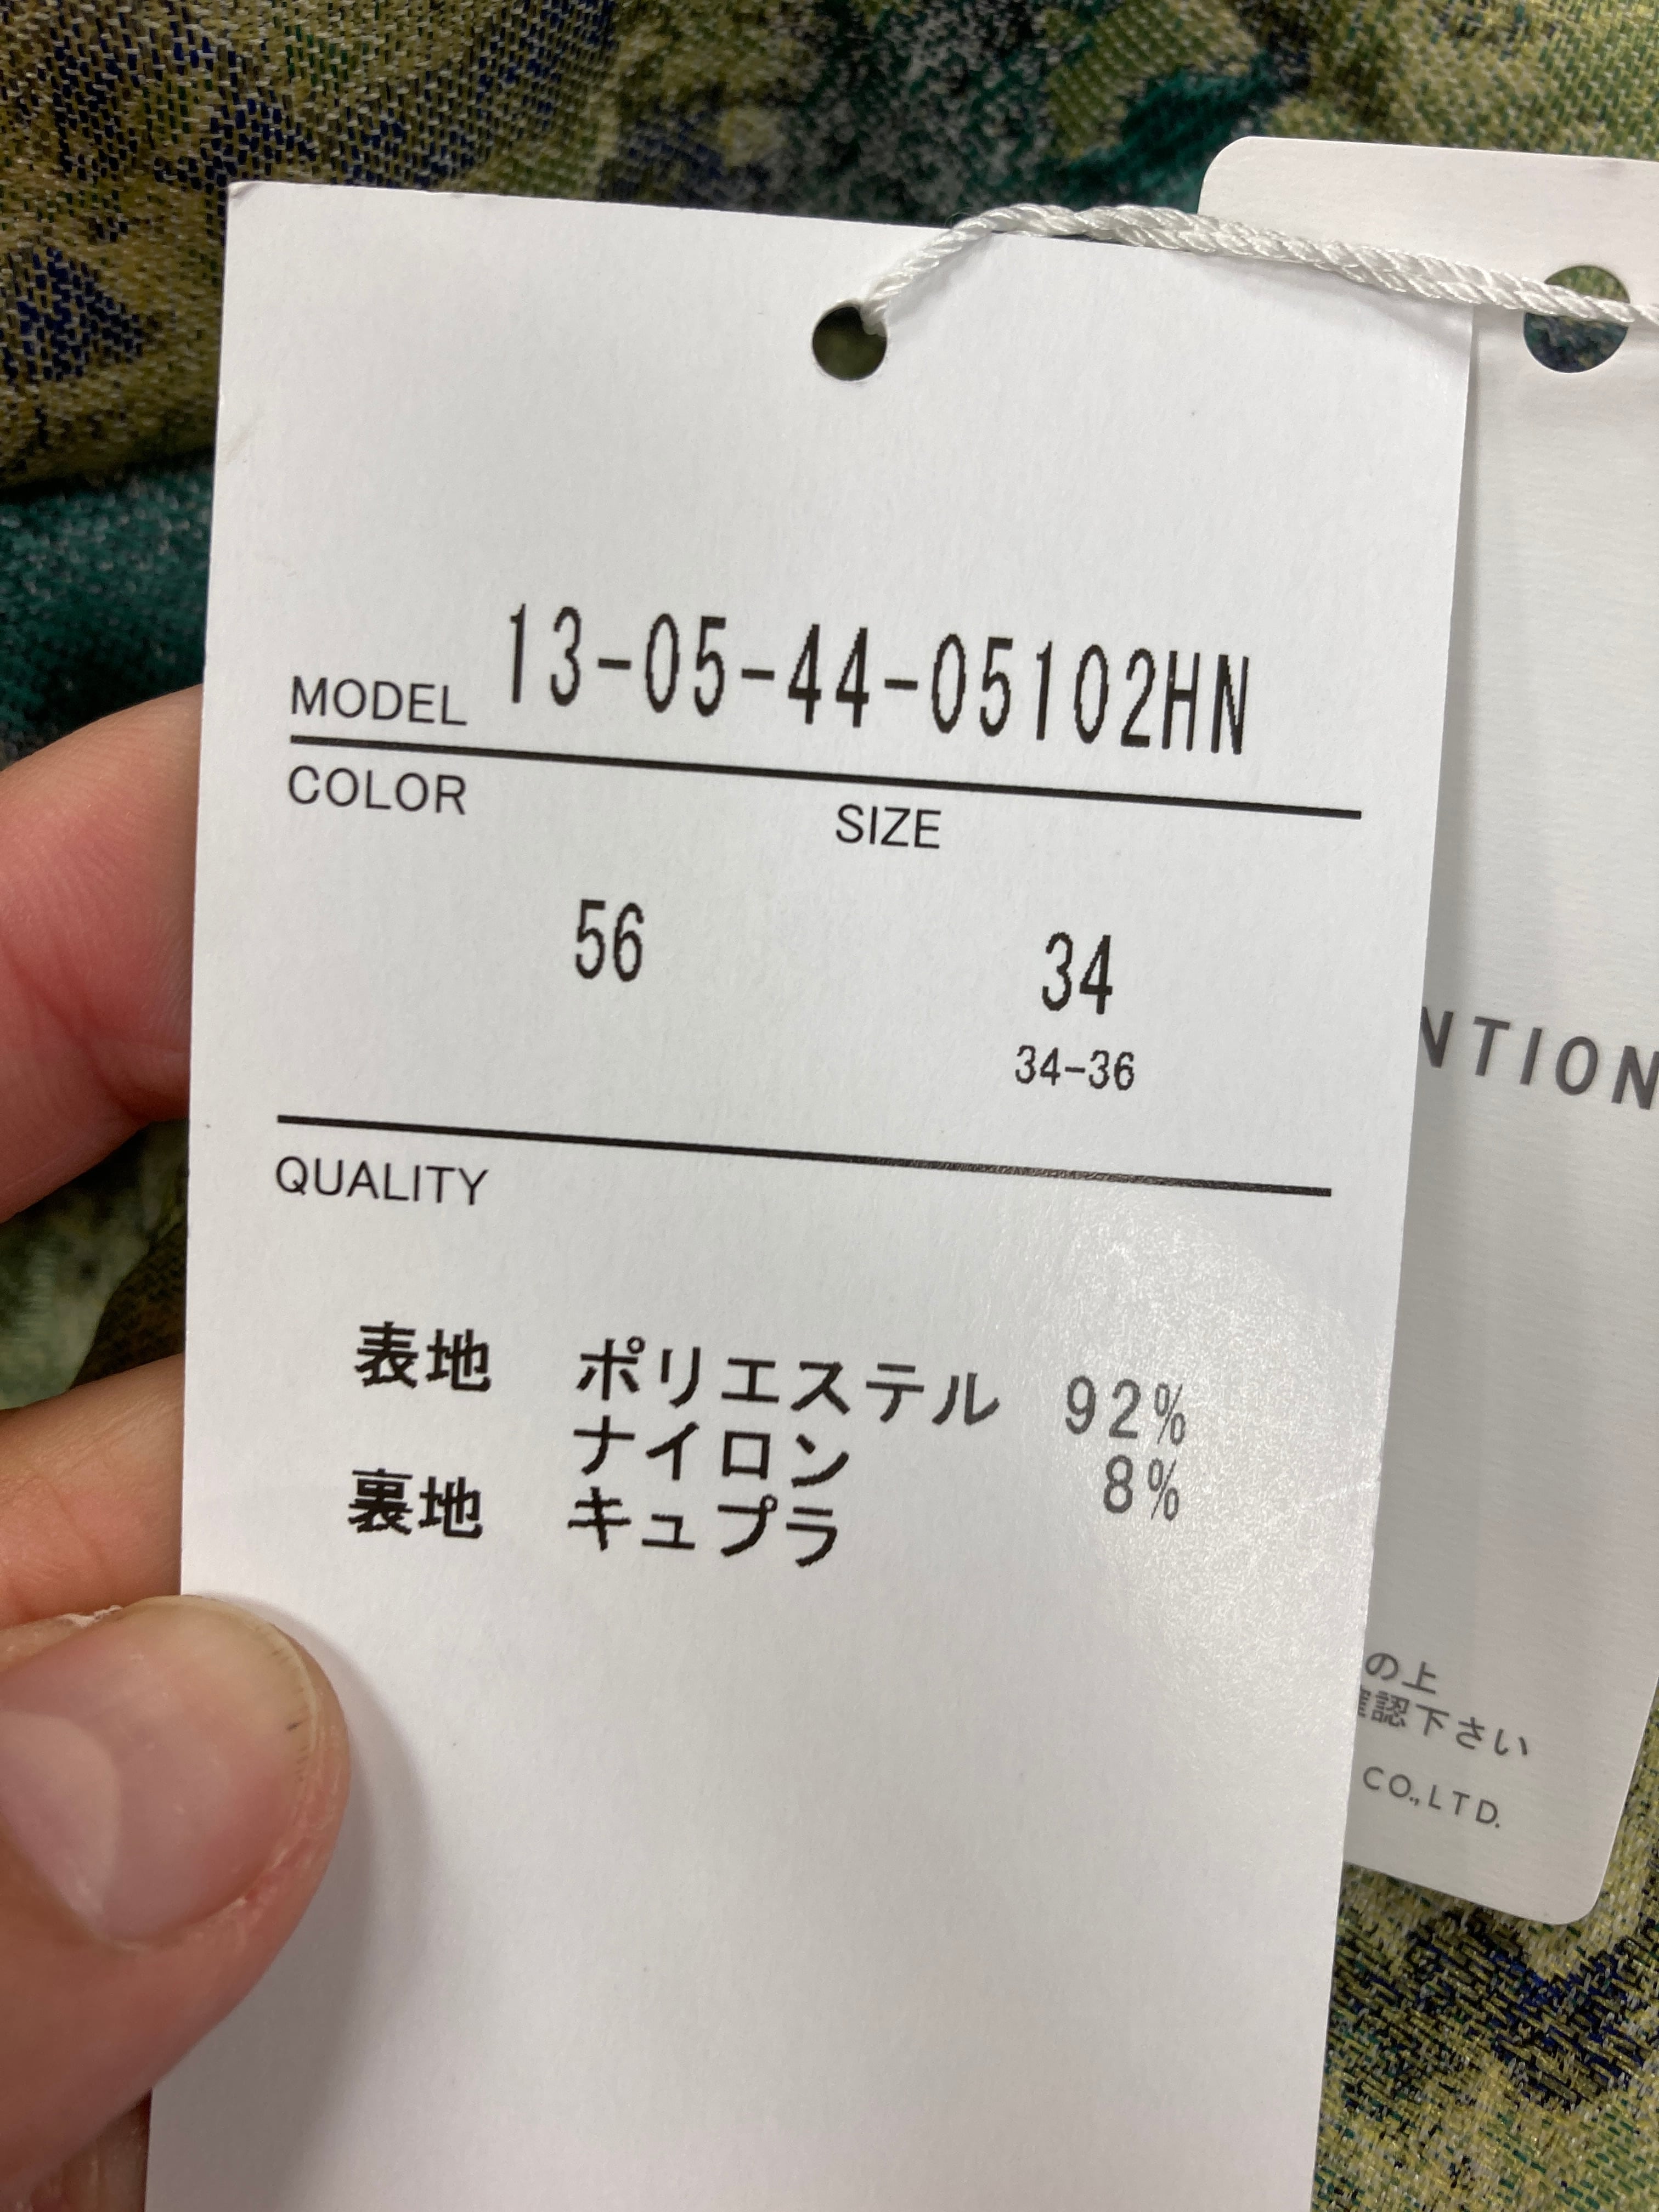 MODEL 13-05-44-05102HN
COLOR SIZE
56 34
34-36
QUALITY
表地 ポリエステル 92%
ナイロン 8%
裏地 キュプラ
NTION
の上
確認下さい
CO.,LTD.